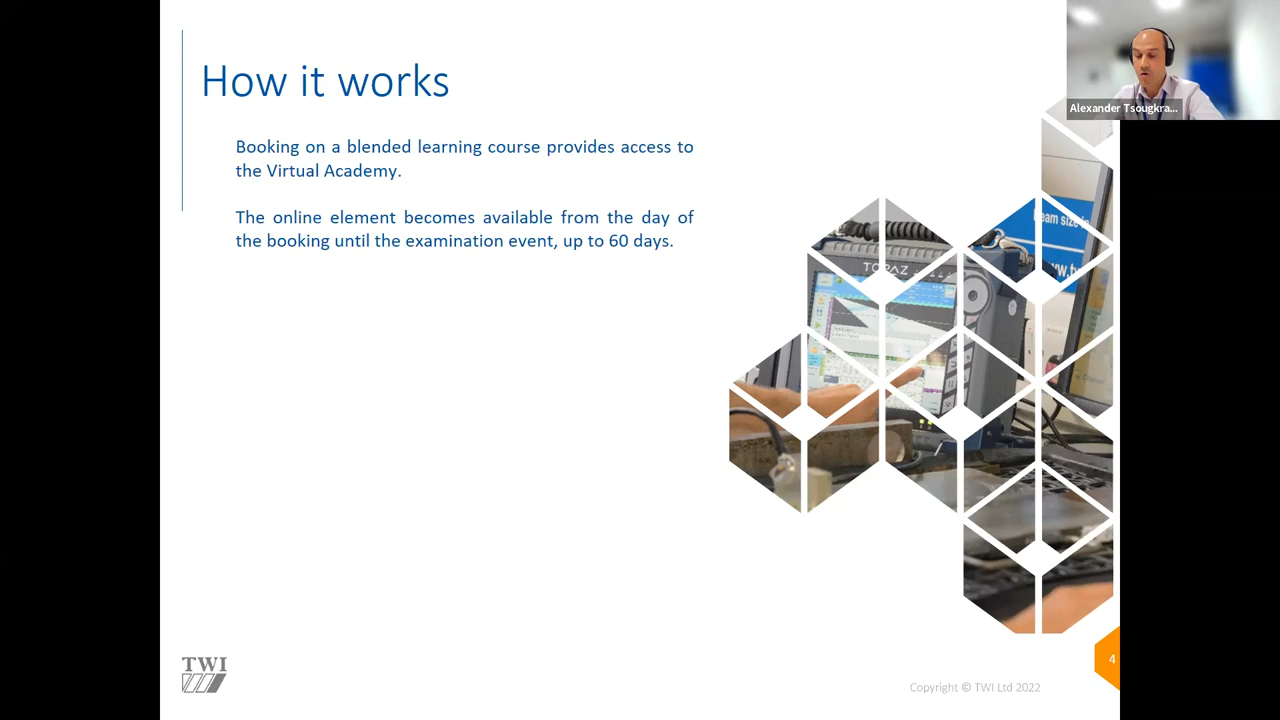 How it works
Booking on a blended learning course provides access to
the Virtual Academy.
The online element becomes available from the day of
the booking until the examination event, up to 60 days.
Alexander Tsougkra...
TOPAZ
TWI
Copyright © TWI Ltd 2022
4